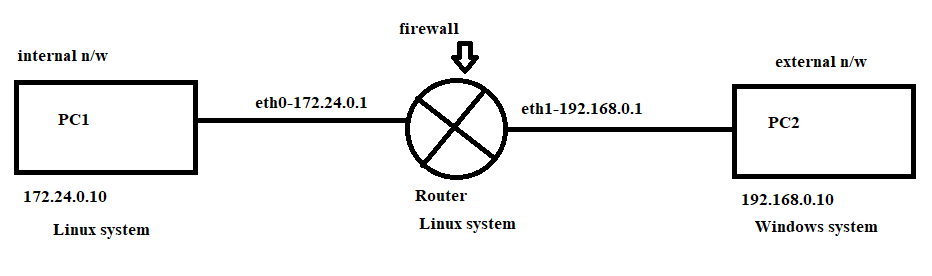 firewall
internal n/w
external n/w
eth0-172.24.0.1
eth1-192.168.0.1
PC1
PC2
172.24.0.10
Router
192.168.0.10
Linux system
Linux system
Windows system